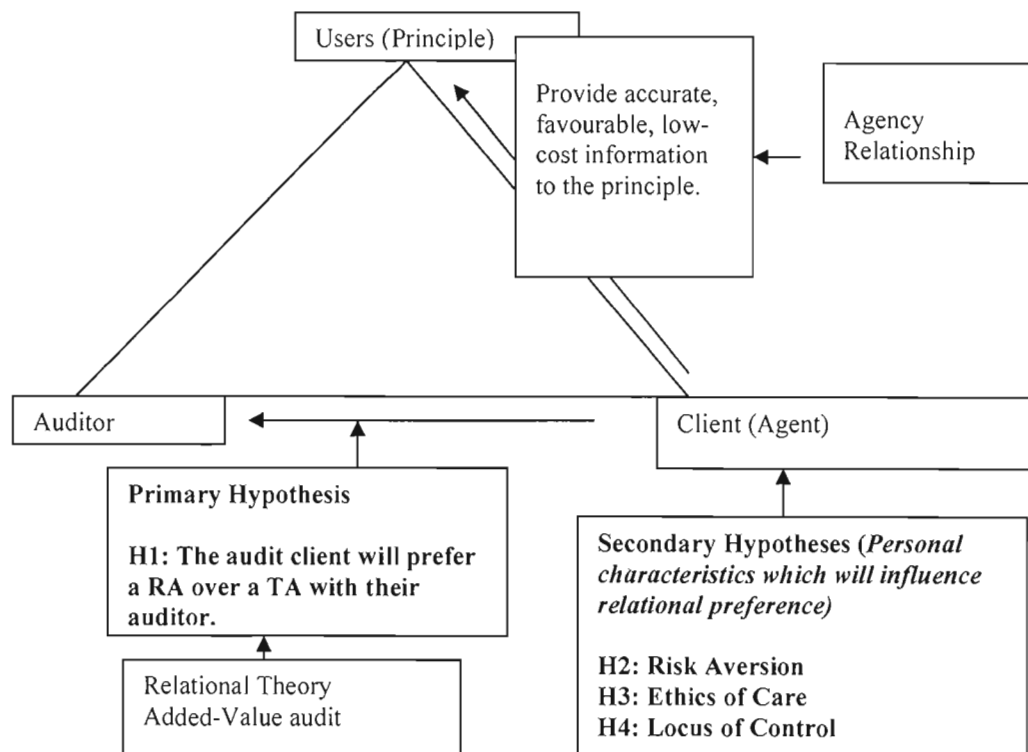 Users (Principle)
Provide accurate,
favourable, low-
cost information
to the principle.
Agency
Relationship
Auditor
Client (Agent)
Primary Hypothesis
H1: The audit client will prefer
a RA over a TA with their
auditor.
Secondary Hypotheses (Personal
characteristics which will influence
relational preference)
H2: Risk Aversion
H3: Ethics of Care
H4: Locus of Control
Relational Theory
Added-Value audit